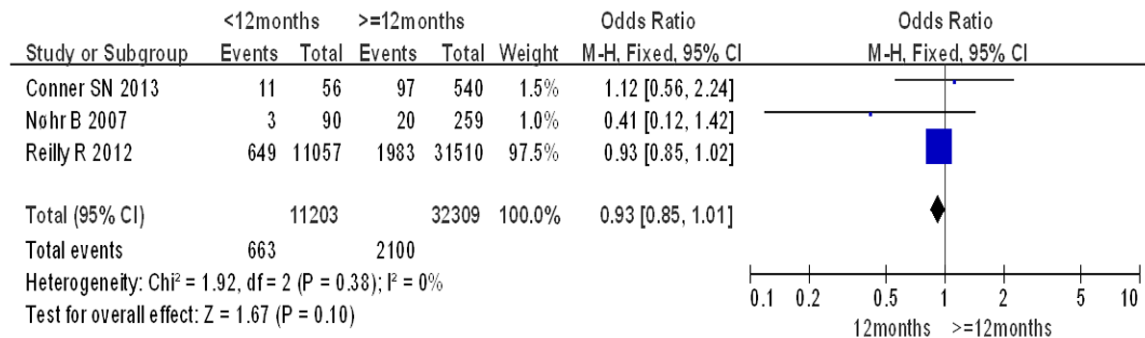 <12months >=12months Odds Ratio Odds Ratio
Study or Subgroup Events Total Events Total Weight M-H, Fixed, 95% CI M-H, Fixed, 95% CI
Conner SN 2013 11 56 97 540 1.5% 1.12 [0.56, 2.24]
Nøhr B 2007 3 90 20 259 1.0% 0.41 [0.12, 1.42]
Reilly R 2012 649 11057 1983 31510 97.5% 0.93 [0.85, 1.02]
Total (95% CI) 11203 32309 100.0% 0.93 [0.85, 1.01]
Total events 663 2100
Heterogeneity: Chi² = 1.92, df = 2 (P = 0.38); I² = 0%
Test for overall effect: Z = 1.67 (P = 0.10)
0.1 0.2 0.5 1 2 5 10
12months >=12months